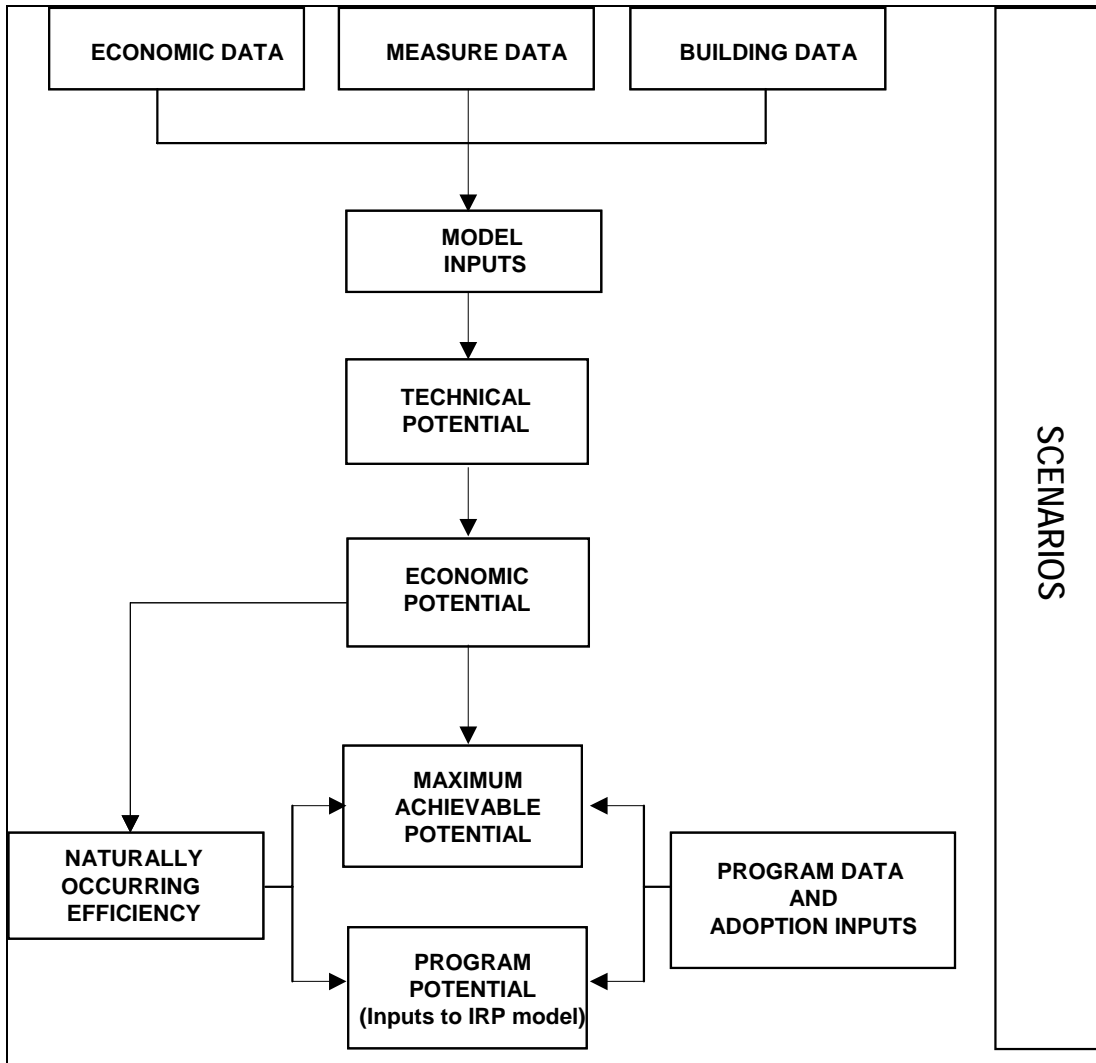 ECONOMIC DATA
MEASURE DATA
BUILDING DATA
MODEL
INPUTS
TECHNICAL
POTENTIAL
ECONOMIC
POTENTIAL
MAXIMUM
ACHIEVABLE
POTENTIAL
NATURALLY
OCCURRING
EFFICIENCY
PROGRAM DATA
AND
ADOPTION INPUTS
PROGRAM
POTENTIAL
(Inputs to IRP model)
SCENARIOS